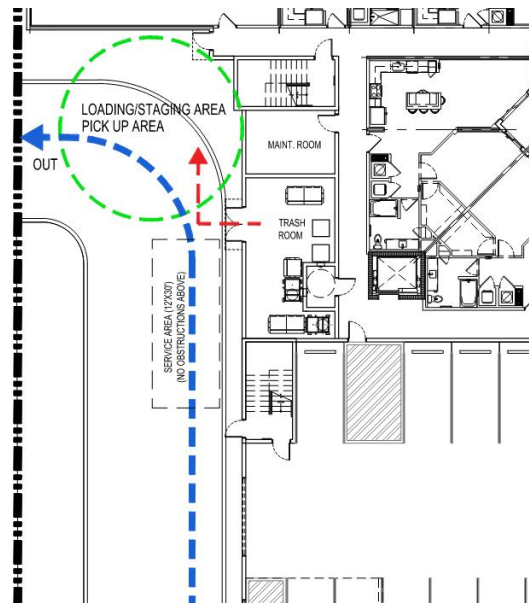 LOADING/STAGING AREA
PICK UP AREA
OUT
MAINT. ROOM
TRASH
ROOM
SERVICE AREA (12'X30')
(NO OBSTRUCTIONS ABOVE)